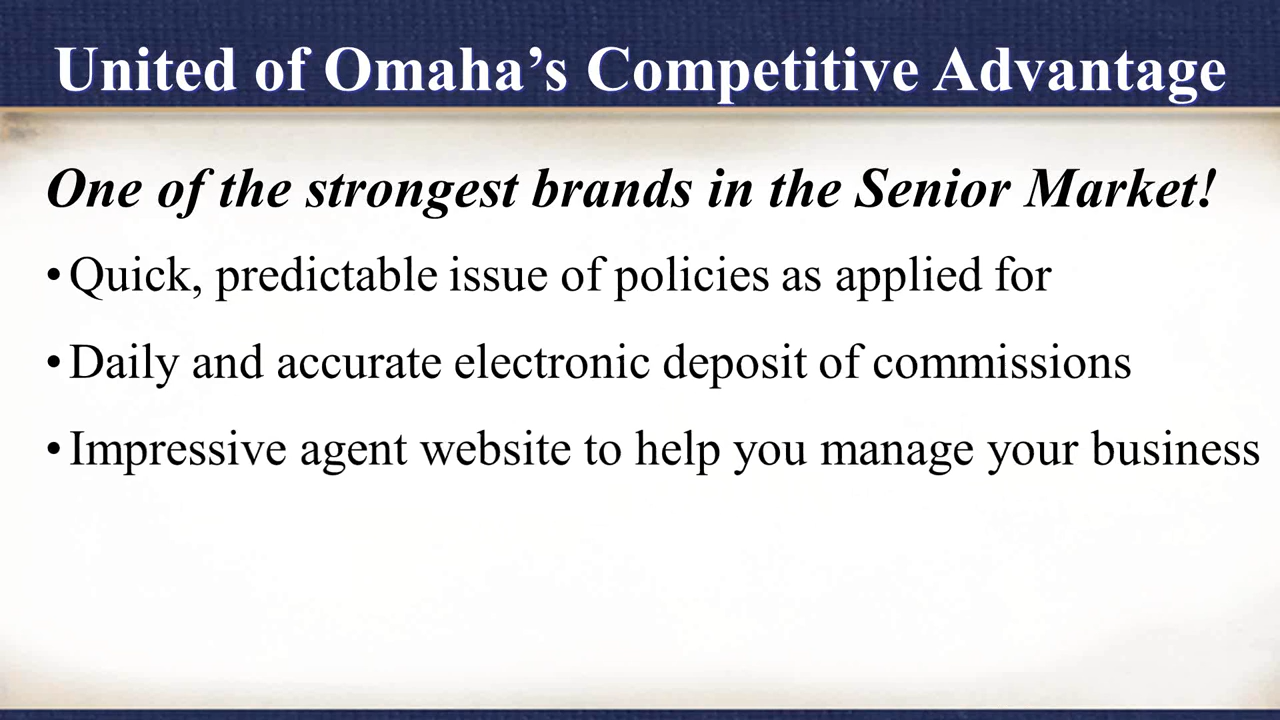 United of Omaha’s Competitive Advantage
One of the strongest brands in the Senior Market!
• Quick, predictable issue of policies as applied for
• Daily and accurate electronic deposit of commissions
• Impressive agent website to help you manage your business